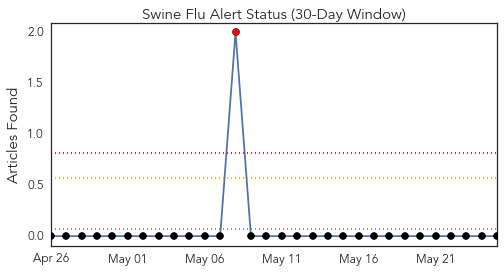 Swine Flu Alert Status (30-Day Window)
Articles Found
2.0
1.5
1.0
0.5
0.0
Apr 26 May 01 May 06 May 11 May 16 May 21